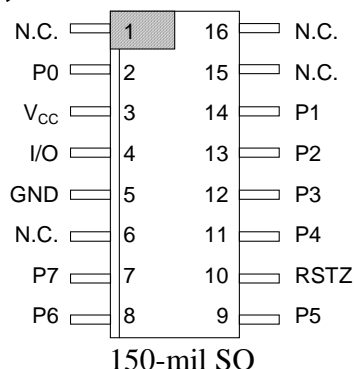 N.C. 1 16 N.C.
P0 2 15 N.C.
VCC 3 14 P1
I/O 4 13 P2
GND 5 12 P3
N.C. 6 11 P4
P7 7 10 RSTZ
P6 8 9 P5
150-mil SO